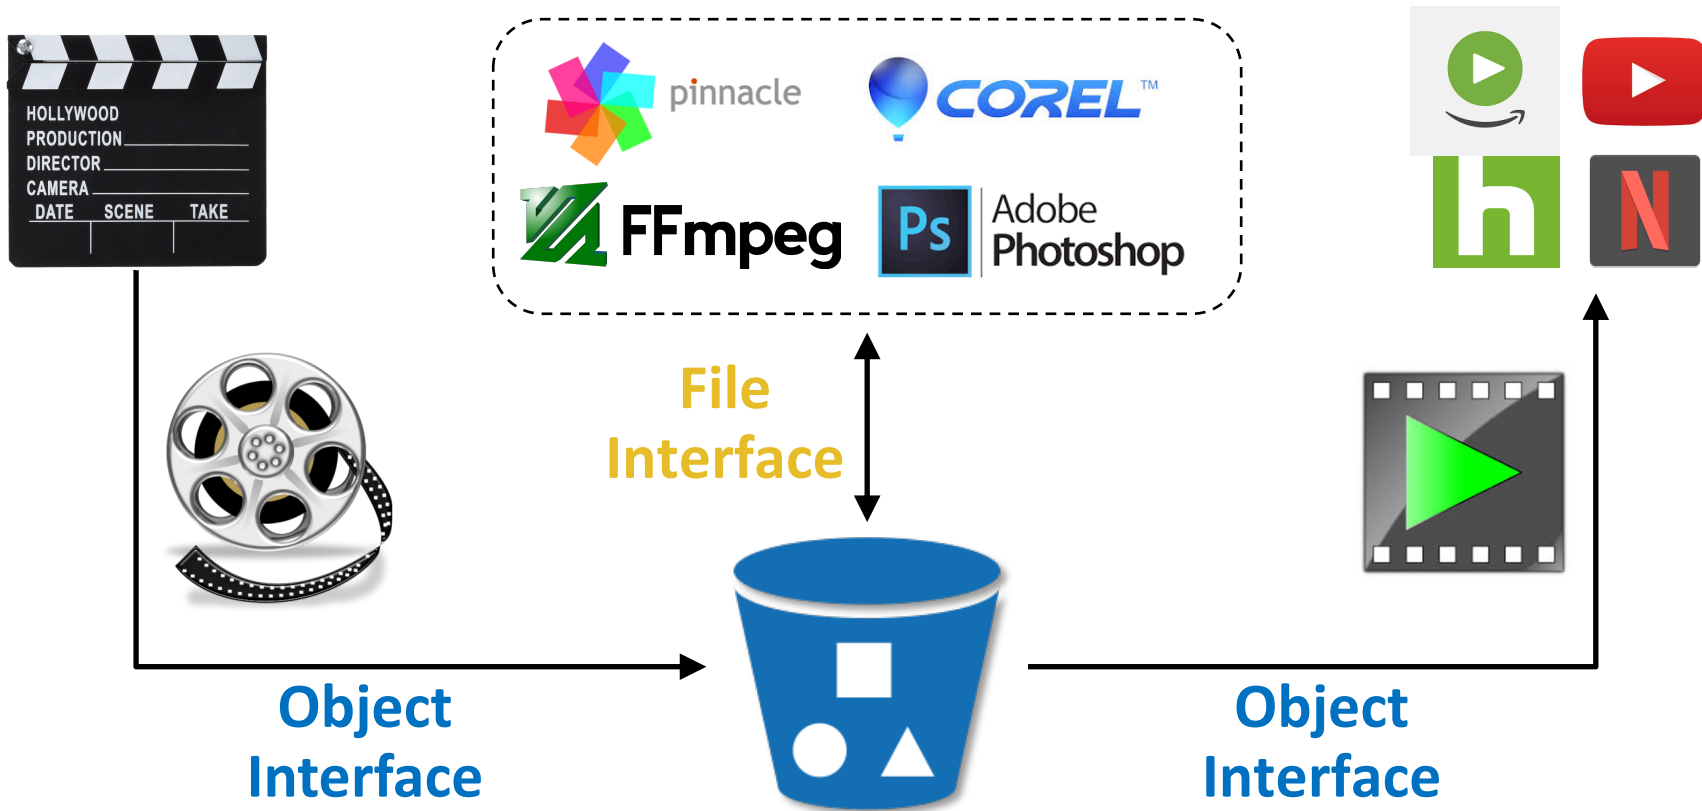 HOLLYWOOD
PRODUCTION
DIRECTOR
CAMERA
DATE SCENE TAKE
pinnacle
COREL™
FFmpeg
Ps
Adobe
Photoshop
h
N
File
Interface
Object
Interface
Object
Interface